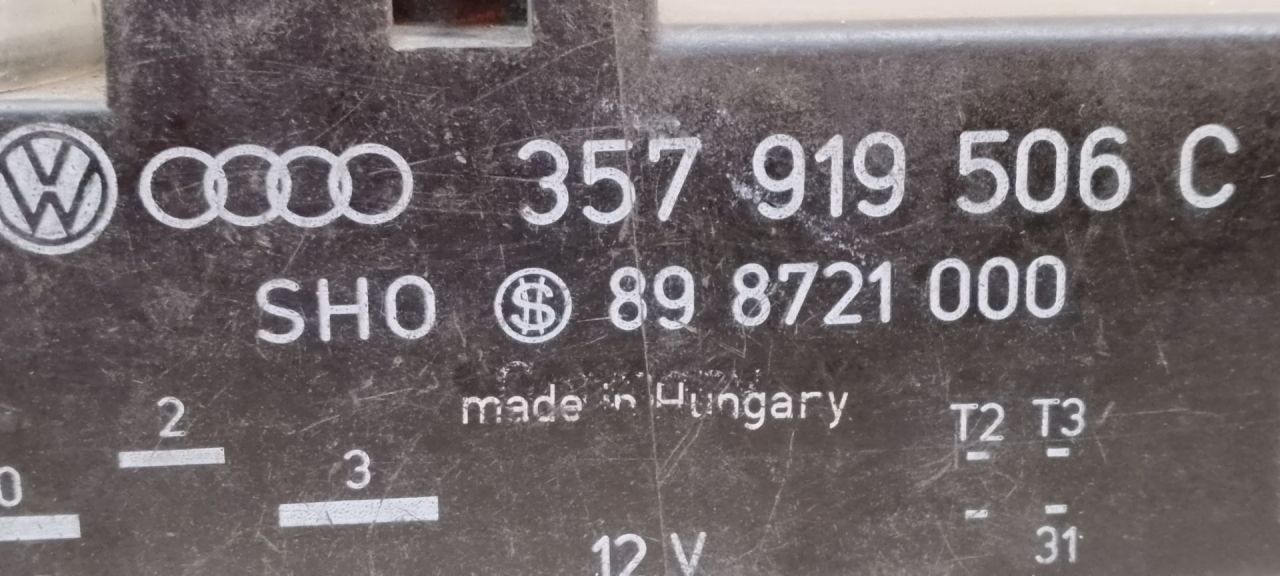 357 919 506 C
SHO 89 8721 000
made in Hungary
2
T2 T3
3
0
12 V
31